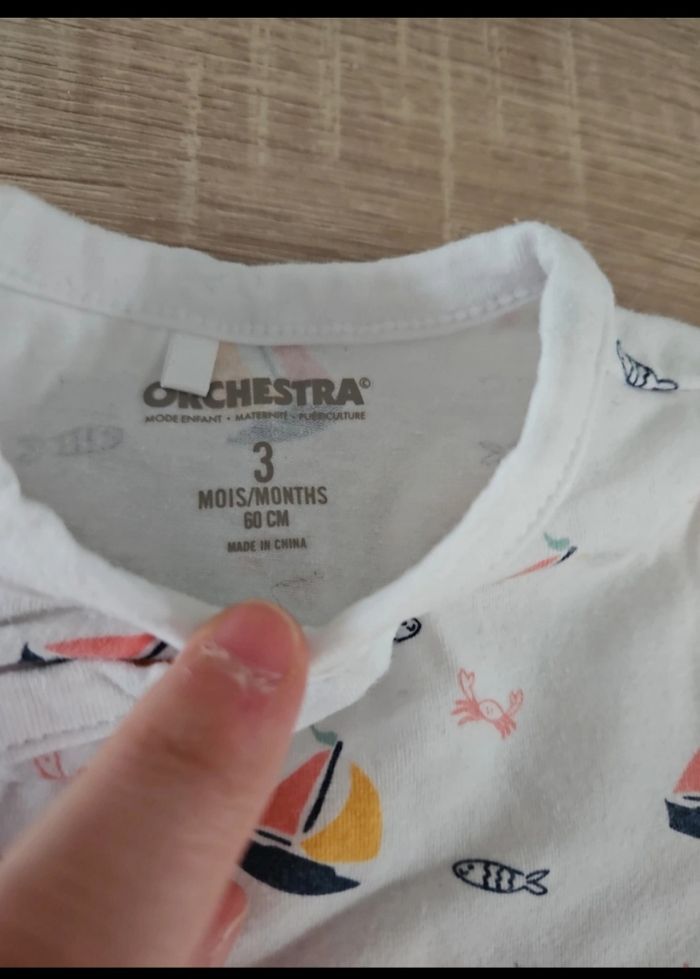 ORCHESTRA©
MODE ENFANT • MATERNITÉ • PUÉRICULTURE
3
MOIS/MONTHS
60 CM
MADE IN CHINA